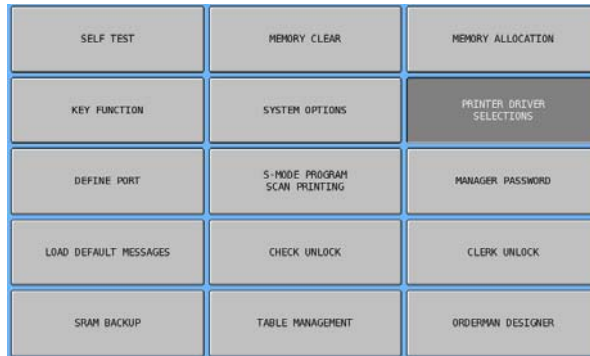 SELF TEST
MEMORY CLEAR
MEMORY ALLOCATION
KEY FUNCTION
SYSTEM OPTIONS
PRINTER DRIVER
SELECTIONS
DEFINE PORT
S-MODE PROGRAM
SCAN PRINTING
MANAGER PASSWORD
LOAD DEFAULT MESSAGES
CHECK UNLOCK
CLERK UNLOCK
SRAM BACKUP
TABLE MANAGEMENT
ORDERMAN DESIGNER